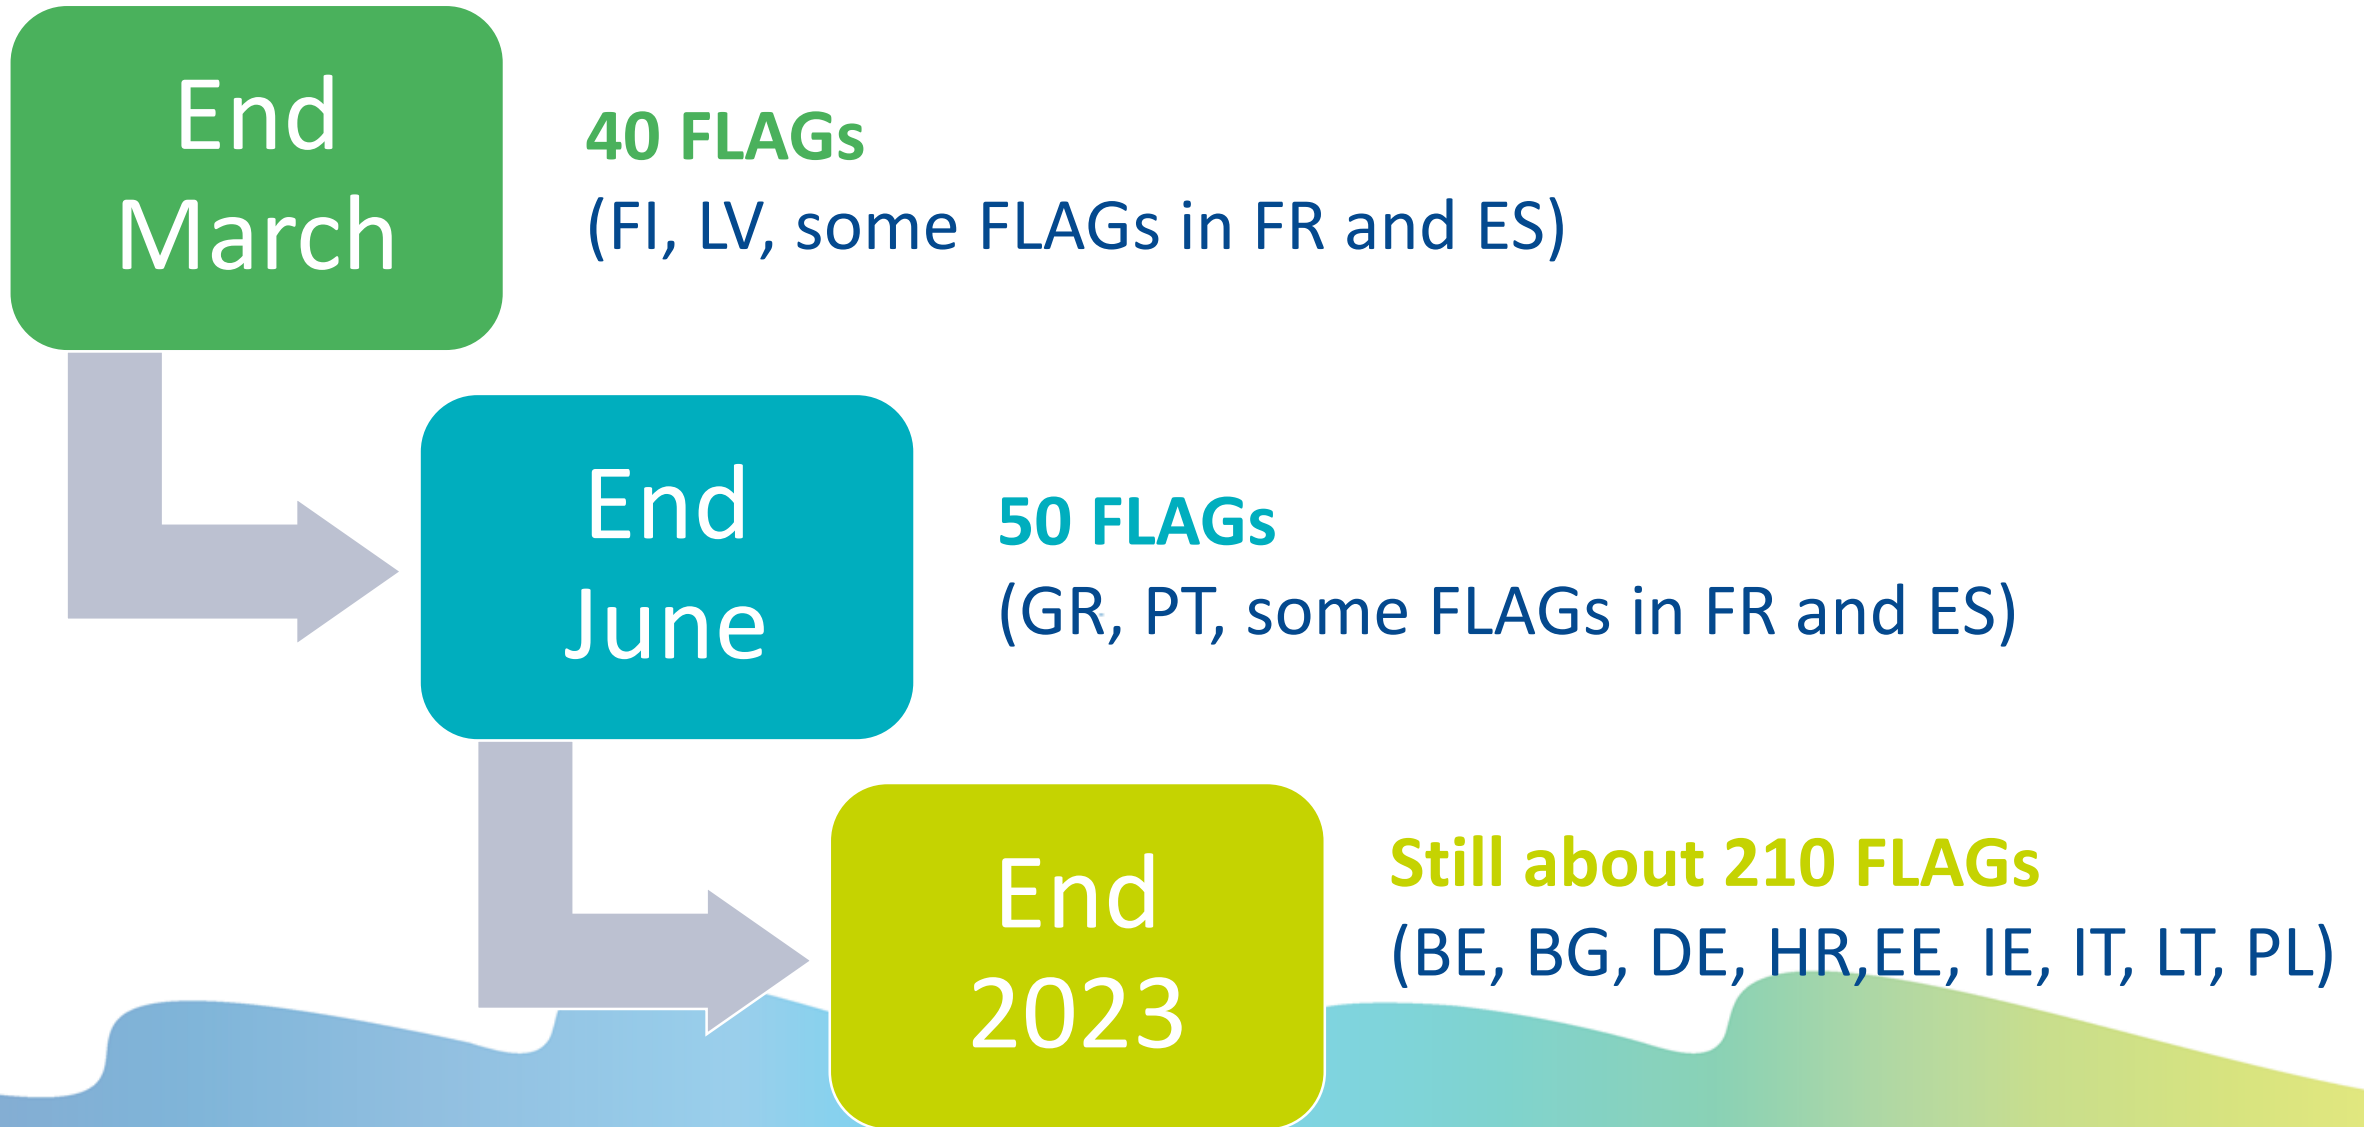 End
March
40 FLAGs
(FI, LV, some FLAGs in FR and ES)
End
June
50 FLAGs
(GR, PT, some FLAGs in FR and ES)
End
2023
Still about 210 FLAGs
(BE, BG, DE, HR,EE, IE, IT, LT, PL)